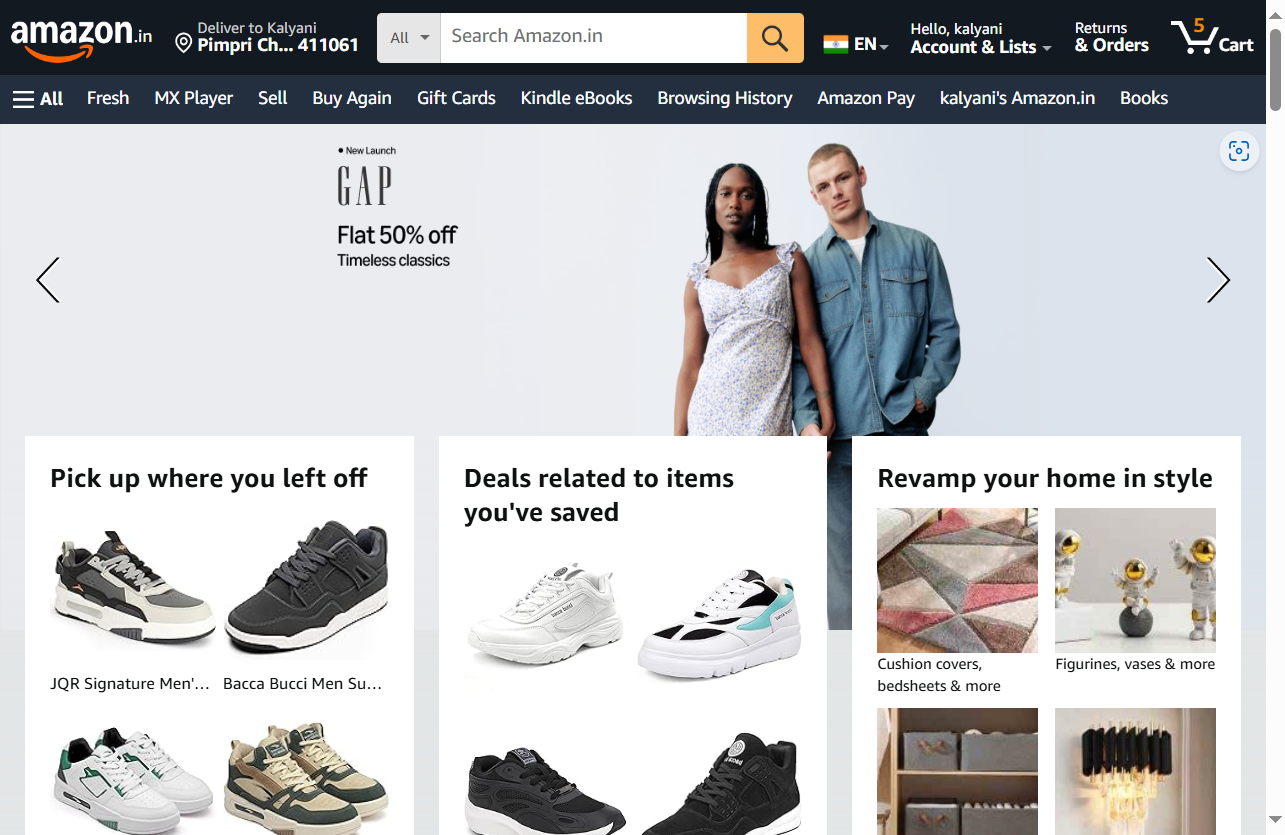 amazon.in
Deliver to Kalyani
Pimpri Ch... 411061
All
Search Amazon.in
EN
Hello, kalyani
Account & Lists
Returns
& Orders
5
Cart
All
Fresh
MX Player
Sell
Buy Again
Gift Cards
Kindle eBooks
Browsing History
Amazon Pay
kalyani's Amazon.in
Books
• New Launch
GAP
Flat 50% off
Timeless classics
Pick up where you left off
JQR Signature Men'...
Bacca Bucci Men Su...
Deals related to items
you've saved
bacca bucci
Revamp your home in style
Cushion covers,
bedsheets & more
Figurines, vases & more